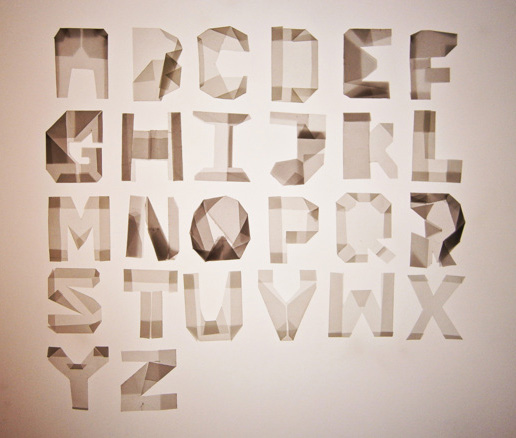 ABCDEF
GHIJKL
MNOPQR
STUVWX
YZ